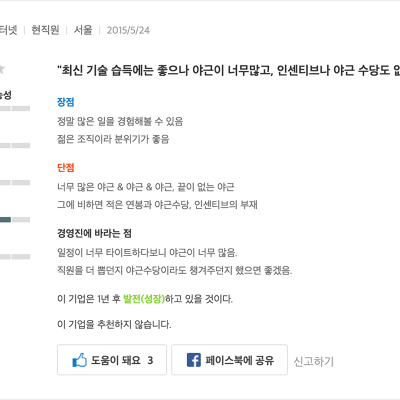 터넷 | 현직원 | 서울 | 2015/5/24
"최신 기술 습득에는 좋으나 야근이 너무많고, 인센티브나 야근 수당도
능성
장점
정말 많은 일을 경험해볼 수 있음
젊은 조직이라 분위기가 좋음
단점
너무 많은 야근 & 야근 & 야근, 끝이 없는 야근
그에 비하면 적은 연봉과 야근수당, 인센티브의 부재
경영진에 바라는 점
일정이 너무 타이트하다보니 야근이 너무 많음.
직원을 더 뽑던지 야근수당이라도 챙겨주던지 했으면 좋겠음.
이 기업은 1년 후 발전(성장)하고 있을 것이다.
이 기업을 추천하지 않습니다.
도움이 돼요 3 페이스북에 공유 신고하기